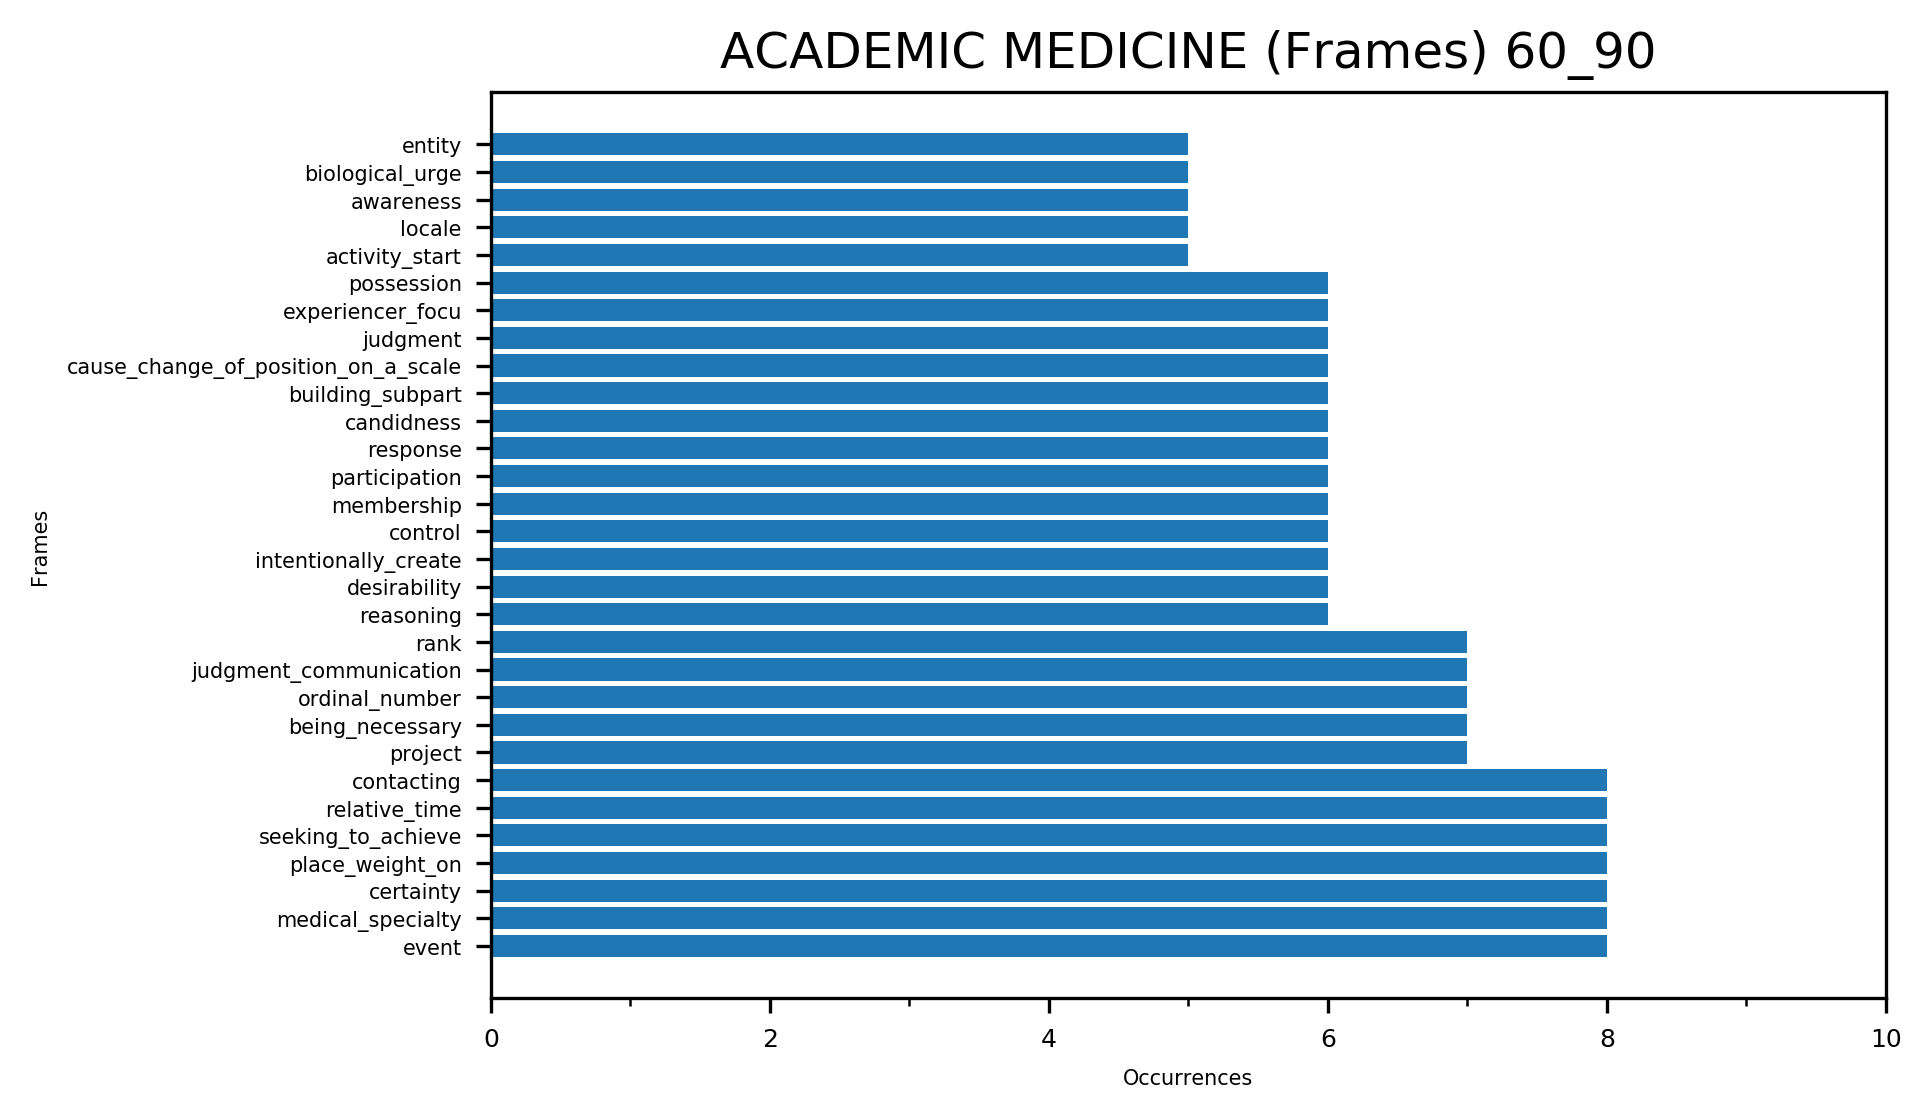 ACADEMIC MEDICINE (Frames) 60_90
entity
biological_urge
awareness
locale
activity_start
possession
experiencer_focu
judgment
cause_change_of_position_on_a_scale
building_subpart
candidness
response
participation
membership
control
intentionally_create
desirability
reasoning
rank
judgment_communication
ordinal_number
being_necessary
project
contacting
relative_time
seeking_to_achieve
place_weight_on
certainty
medical_specialty
event
Frames
0 2 4 6 8 10
Occurrences